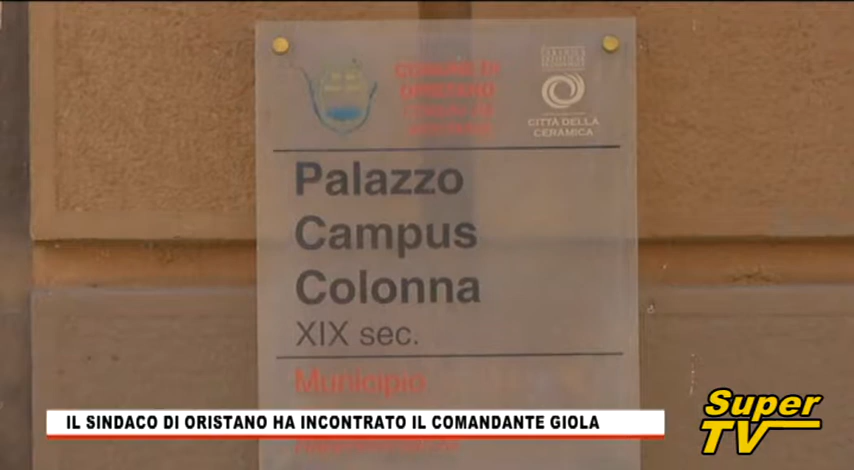 COMUNE DI
ORISTANO
CITTÀ DELLA
CERAMICA
Palazzo
Campus
Colonna
XIX sec.
Municipio
IL SINDACO DI ORISTANO HA INCONTRATO IL COMANDANTE GIOLA
Super
TV